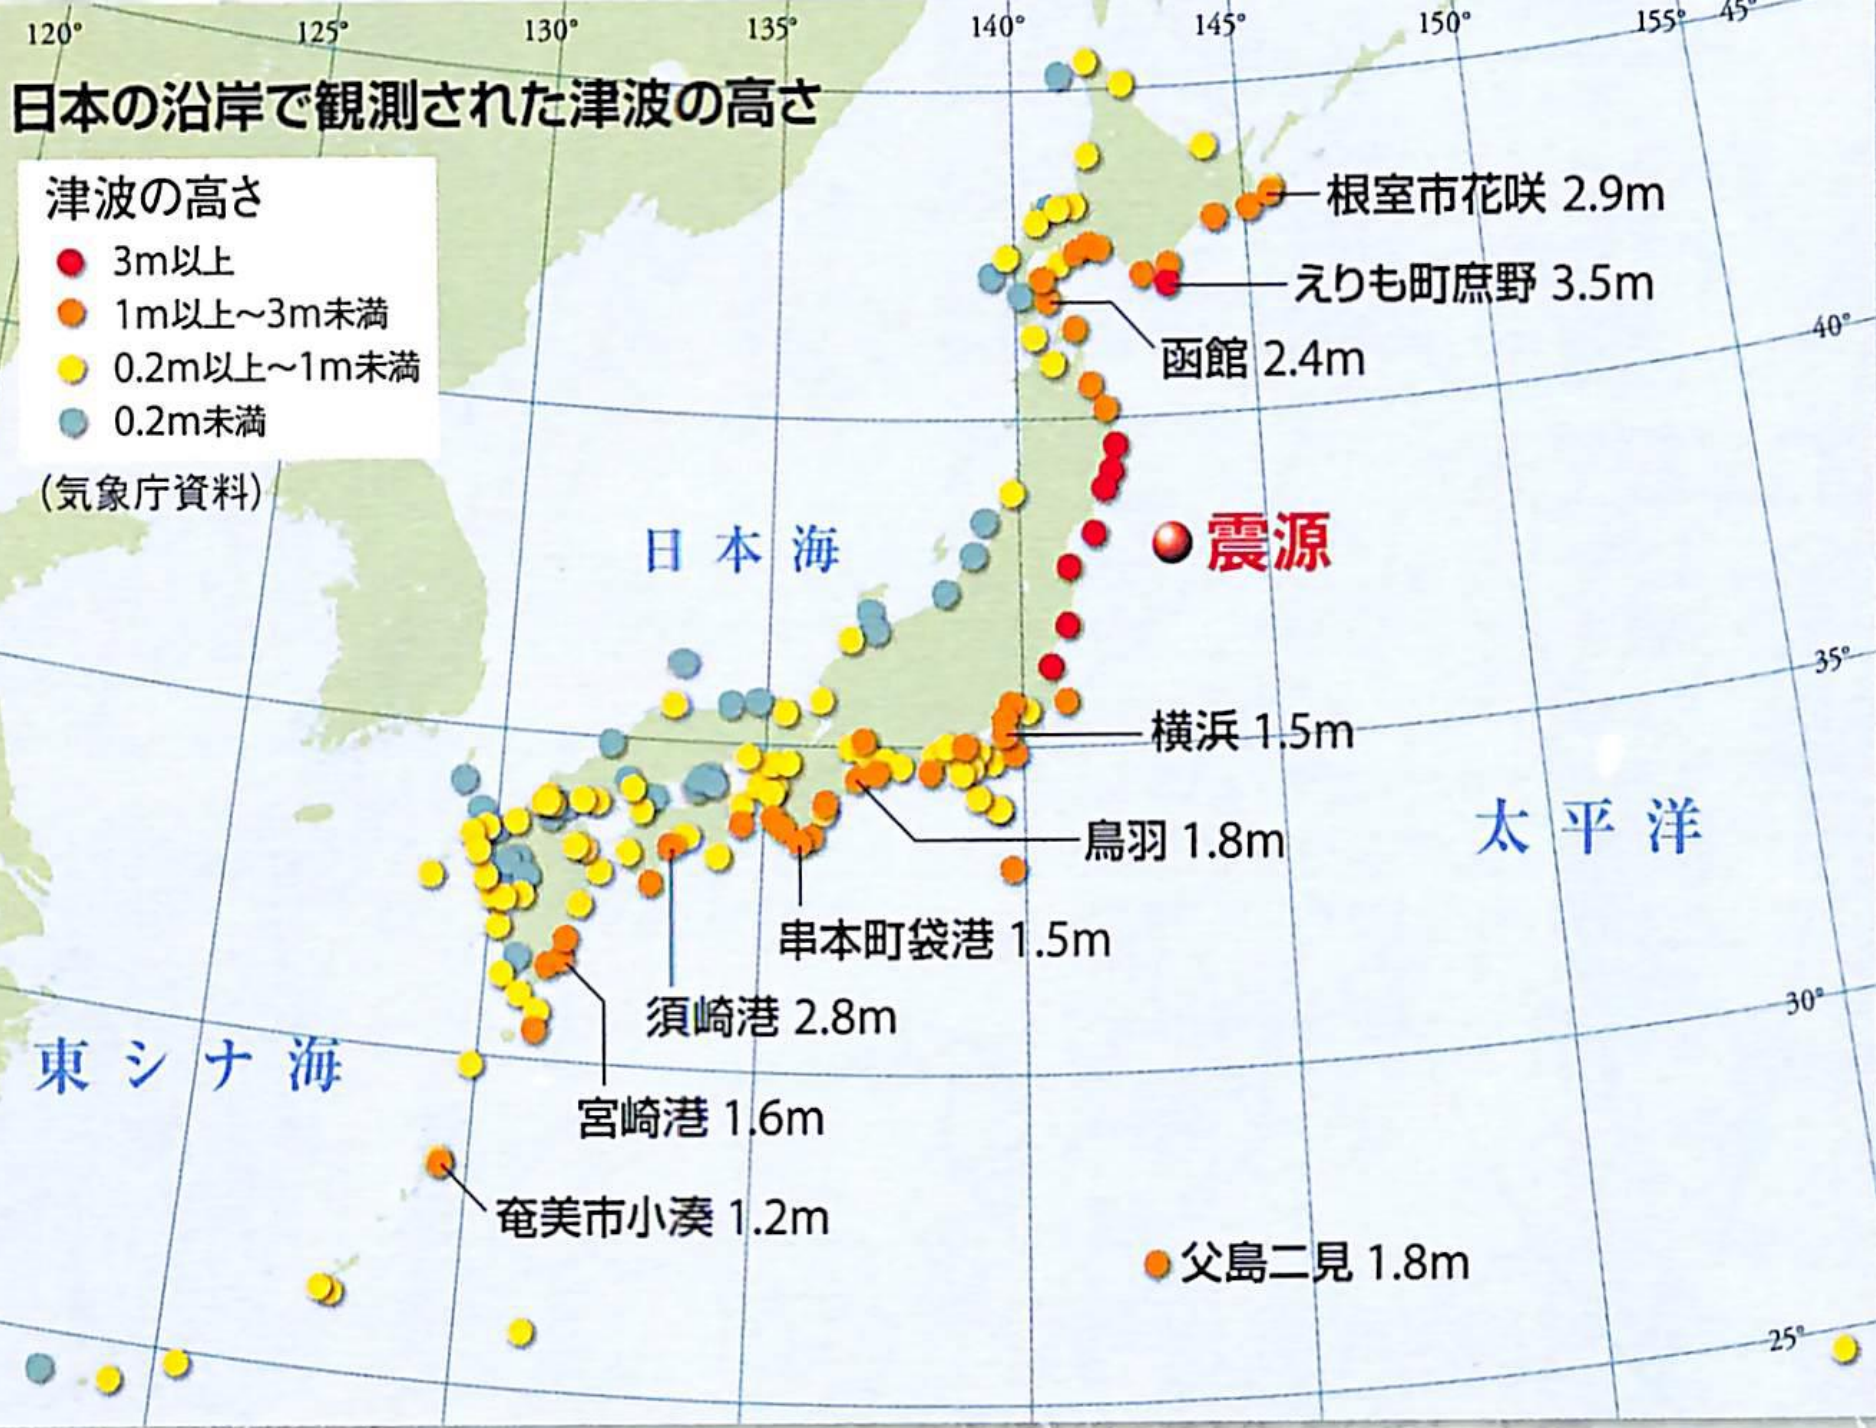 120°
125°
130°
135°
140°
145°
150°
155°
45°
日本の沿岸で観測された津波の高さ
津波の高さ
3m以上
1m以上～3m未満
0.2m以上～1m未満
0.2m未満
(気象庁資料)
根室市花咲 2.9m
えりも町庶野 3.5m
40°
函館 2.4m
日本海
震源
35°
横浜 1.5m
太平洋
鳥羽 1.8m
串本町袋港 1.5m
30°
須崎港 2.8m
東シナ海
宮崎港 1.6m
奄美市小湊 1.2m
父島二見 1.8m
25°